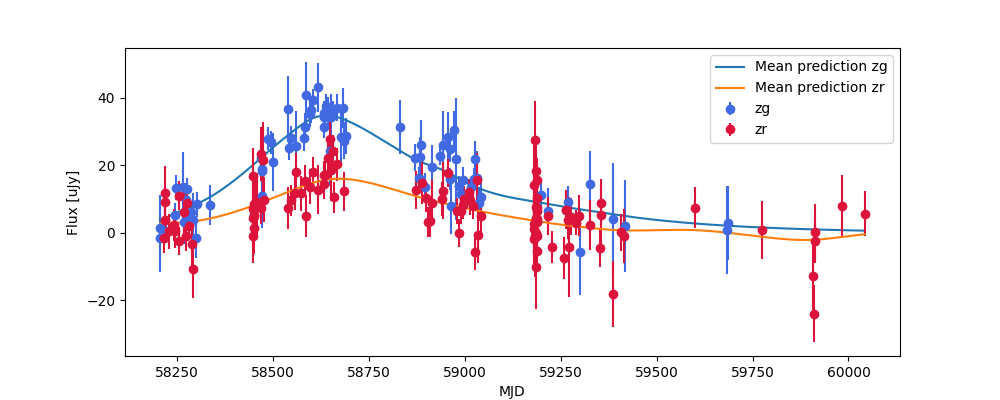 Mean prediction zg
Mean prediction zr
zg
zr
Flux [uJy]
40
20
0
−20
58250
58500
58750
59000
59250
59500
59750
60000
MJD